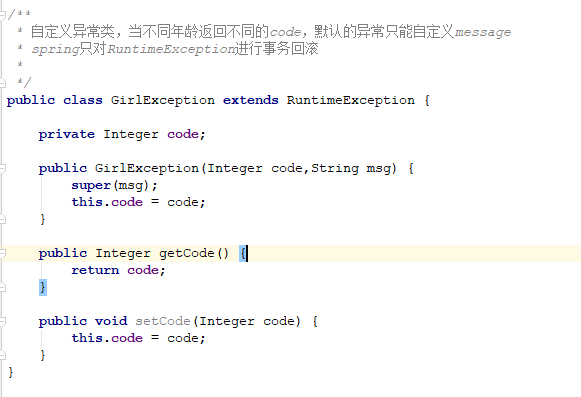 /**
 * 自定义异常类，当不同年龄返回不同的code，默认的异常只能自定义message
 * spring只对RuntimeException进行事务回滚
 *
 */
public class GirlException extends RuntimeException {
    private Integer code;
    public GirlException(Integer code,String msg) {
        super(msg);
        this.code = code;
    }
    public Integer getCode() {
        return code;
    }
    public void setCode(Integer code) {
        this.code = code;
    }
}